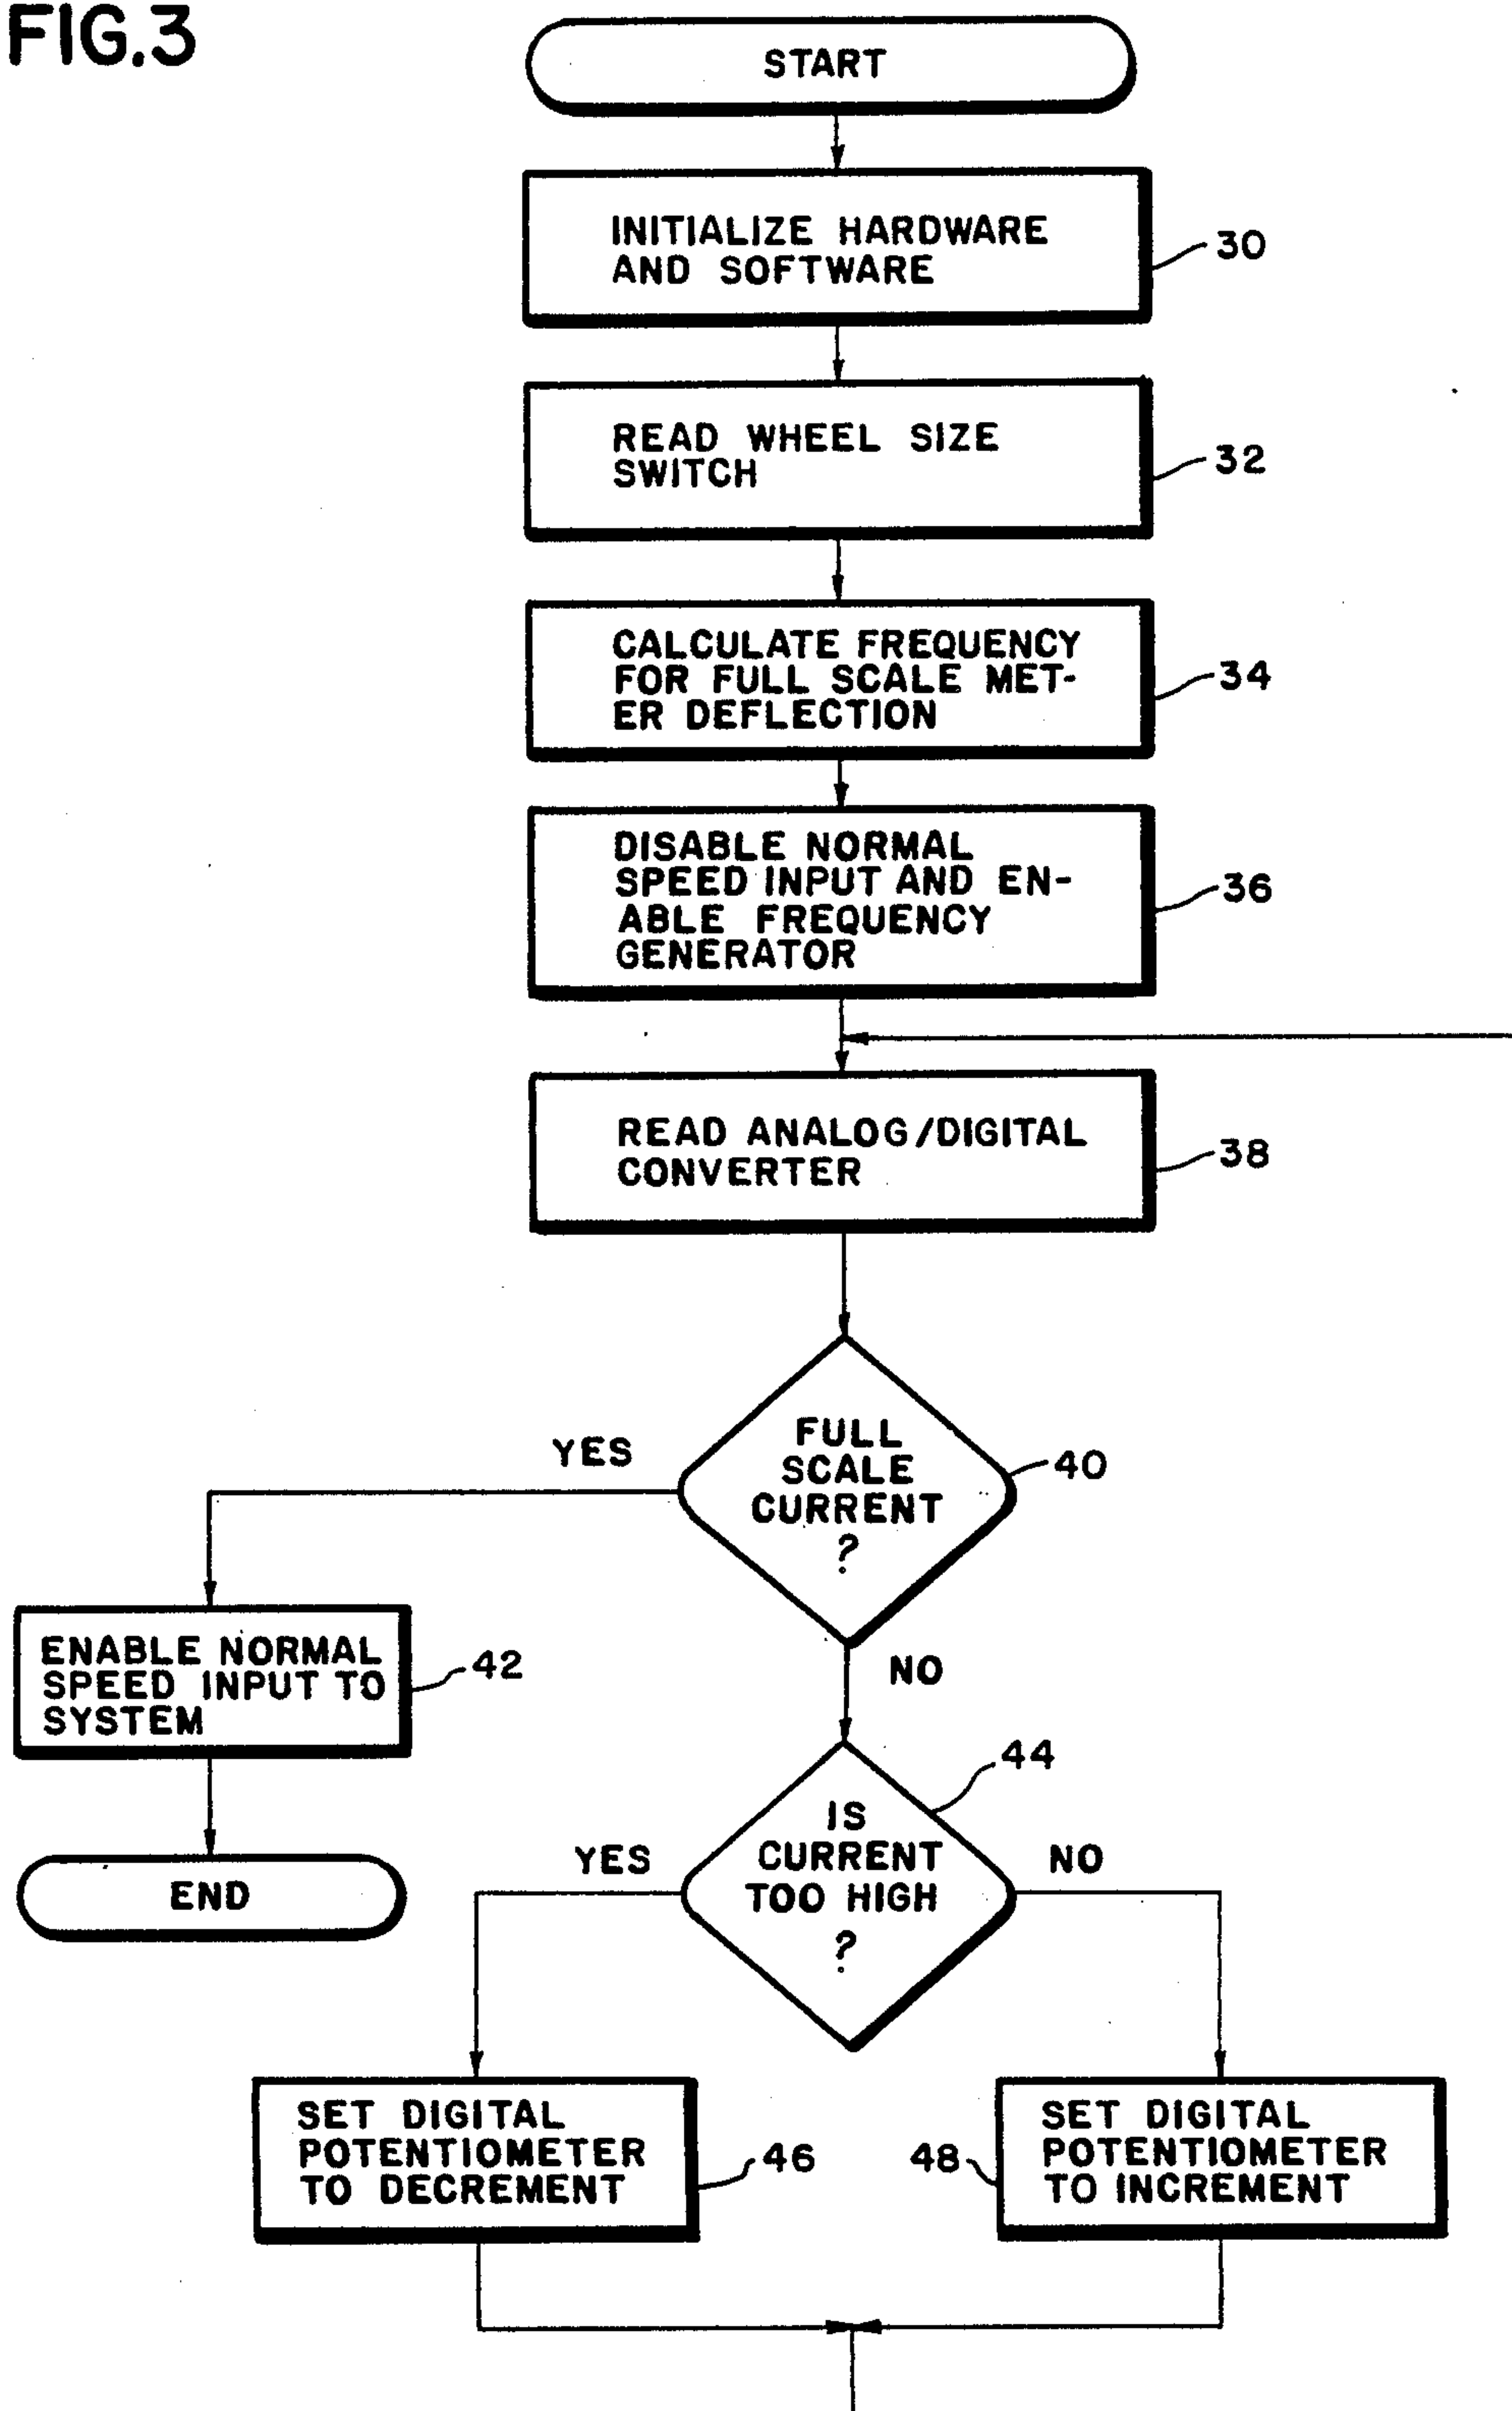 FIG.3
START
INITIALIZE HARDWARE
AND SOFTWARE
30
READ WHEEL SIZE
SWITCH
32
CALCULATE FREQUENCY
FOR FULL SCALE MET-
ER DEFLECTION
34
DISABLE NORMAL
SPEED INPUT AND EN-
ABLE FREQUENCY
GENERATOR
36
READ ANALOG/DIGITAL
CONVERTER
38
FULL
SCALE
CURRENT
?
40
YES
NO
ENABLE NORMAL
SPEED INPUT TO
SYSTEM
42
END
IS
CURRENT
TOO HIGH
?
44
YES
NO
SET DIGITAL
POTENTIOMETER
TO DECREMENT
46
48
SET DIGITAL
POTENTIOMETER
TO INCREMENT